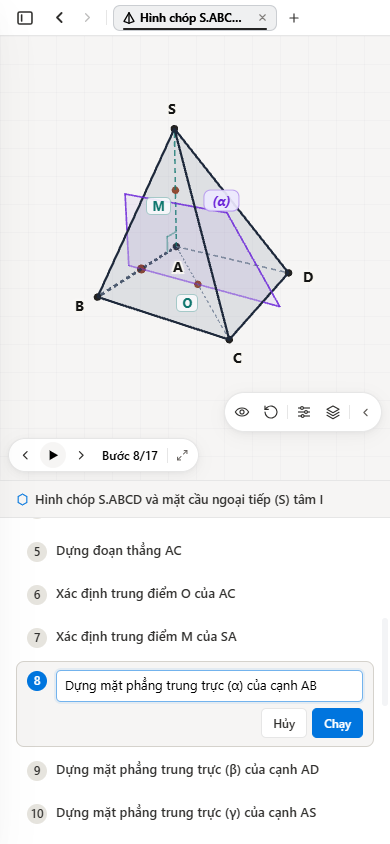 Hình chóp S.ABC...
S
M
(α)
A
D
B
O
C
Bước 8/17
Hình chóp S.ABCD và mặt cầu ngoại tiếp (S) tâm I
5 Dựng đoạn thẳng AC
6 Xác định trung điểm O của AC
7 Xác định trung điểm M của SA
8 Dựng mặt phẳng trung trực (α) của cạnh AB
Hủy Chạy
9 Dựng mặt phẳng trung trực (β) của cạnh AD
10 Dựng mặt phẳng trung trực (γ) của cạnh AS